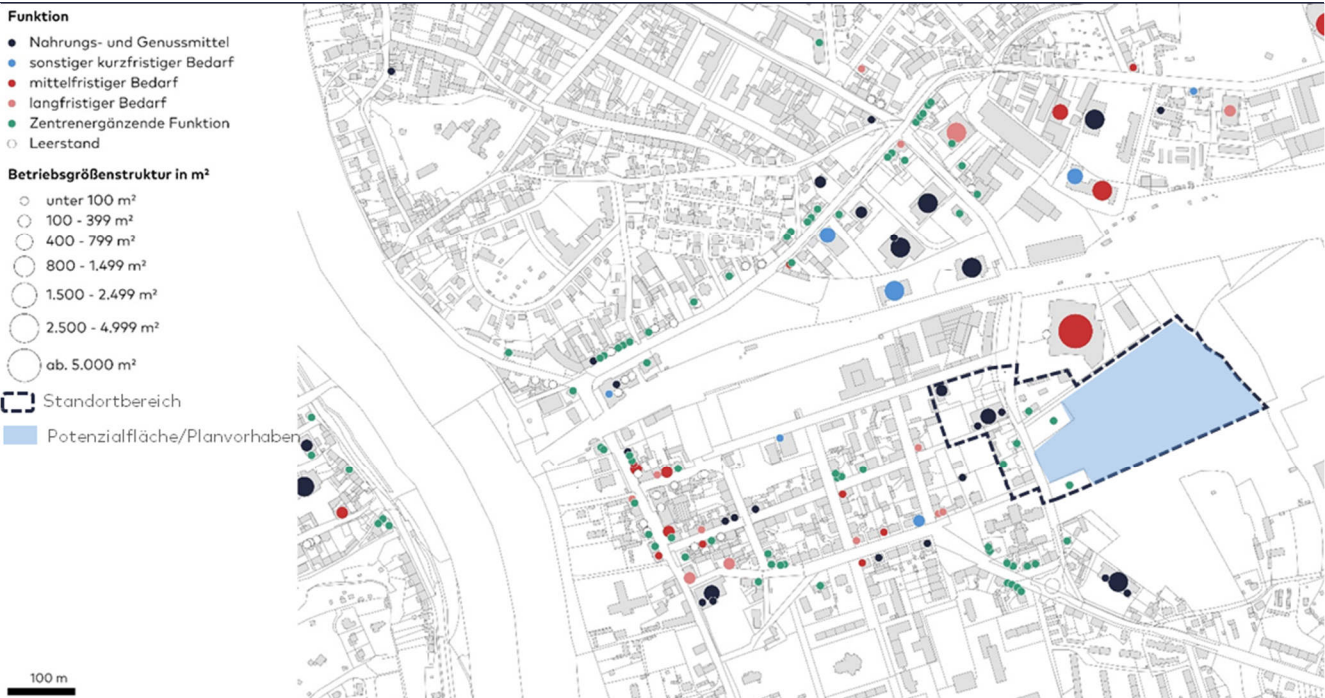 Funktion
Nahrungs- und Genussmittel
sonstiger kurzfristiger Bedarf
mittelfristiger Bedarf
langfristiger Bedarf
Zentrenergänzende Funktion
Leerstand
Betriebsgrößenstruktur in m²
unter 100 m²
100 - 399 m²
400 - 799 m²
800 - 1.499 m²
1.500 - 2.499 m²
2.500 - 4.999 m²
ab. 5.000 m²
Standortbereich
Potenzialfläche/Planvorhaben
100 m